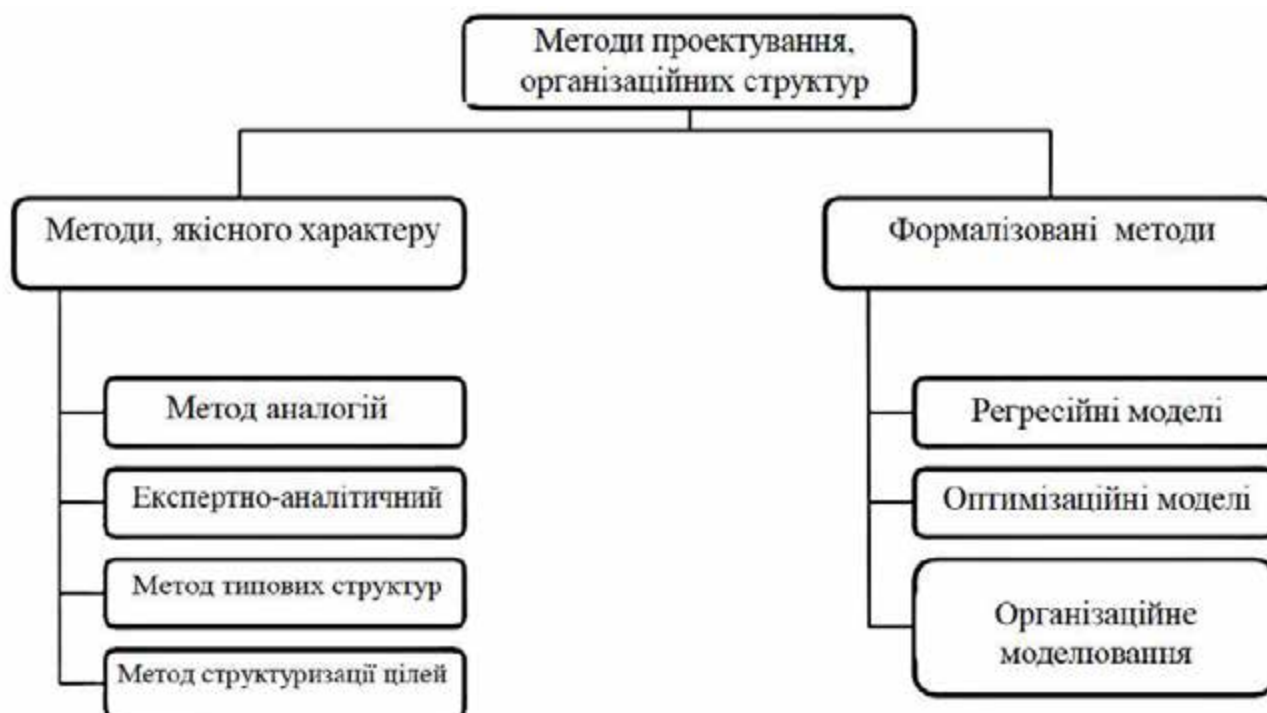 Методи проектування,
організаційних структур
Методи, якісного характеру
Формалізовані методи
Метод аналогій
Експертно-аналітичний
Метод типових структур
Метод структуризації цілей
Регресійні моделі
Оптимізаційні моделі
Організаційне
моделювання